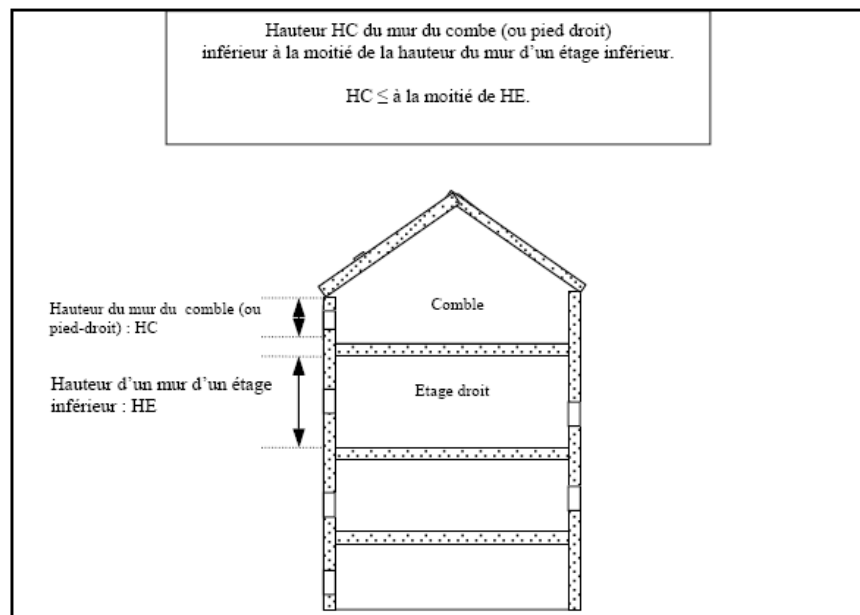 Hauteur HC du mur du combe (ou pied droit)
inférieur à la moitié de la hauteur du mur d’un étage inférieur.
HC ≤ à la moitié de HE.
Hauteur du mur du comble (ou
pied-droit) : HC
Comble
Hauteur d’un mur d’un étage
inférieur : HE
Etage droit